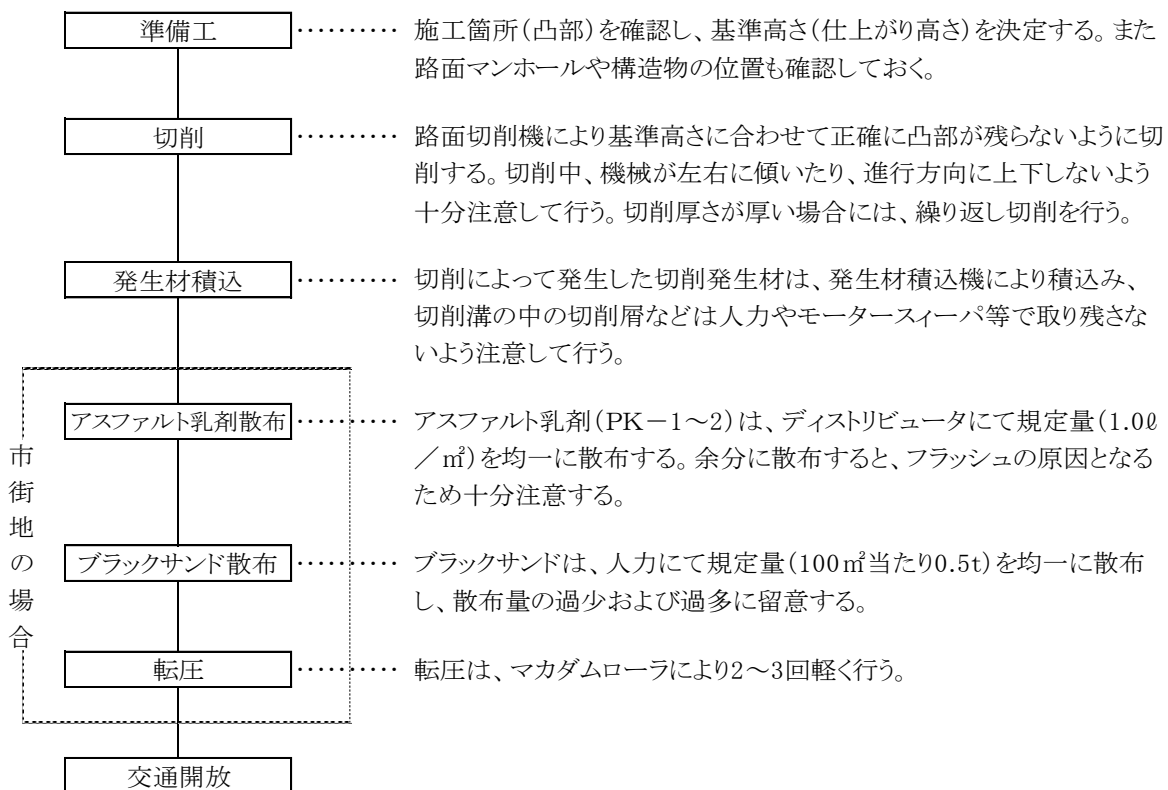 準備工 ･･････････ 施工箇所(凸部)を確認し、基準高さ(仕上がり高さ)を決定する。また
路面マンホールや構造物の位置も確認しておく。
切削 ･･････････ 路面切削機により基準高さに合わせて正確に凸部が残らないように切
削する。切削中、機械が左右に傾いたり、進行方向に上下しないよう
十分注意して行う。切削厚さが厚い場合には、繰り返し切削を行う。
発生材積込 ･･････････ 切削によって発生した切削発生材は、発生材積込機により積込み、
切削溝の中の切削屑などは人力やモータースィーパ等で取り残さな
いよう注意して行う。
市街地の場合
アスファルト乳剤散布 ･･････････ アスファルト乳剤(PK－1～2)は、ディストリビュータにて規定量(1.0ℓ
／㎡)を均一に散布する。余分に散布すると、フラッシュの原因となる
ため十分注意する。
ブラックサンド散布 ･･････････ ブラックサンドは、人力にて規定量(100㎡当たり0.5t)を均一に散布
し、散布量の過少および過多に留意する。
転圧 ･･････････ 転圧は、マカダムローラにより2～3回軽く行う。
交通開放